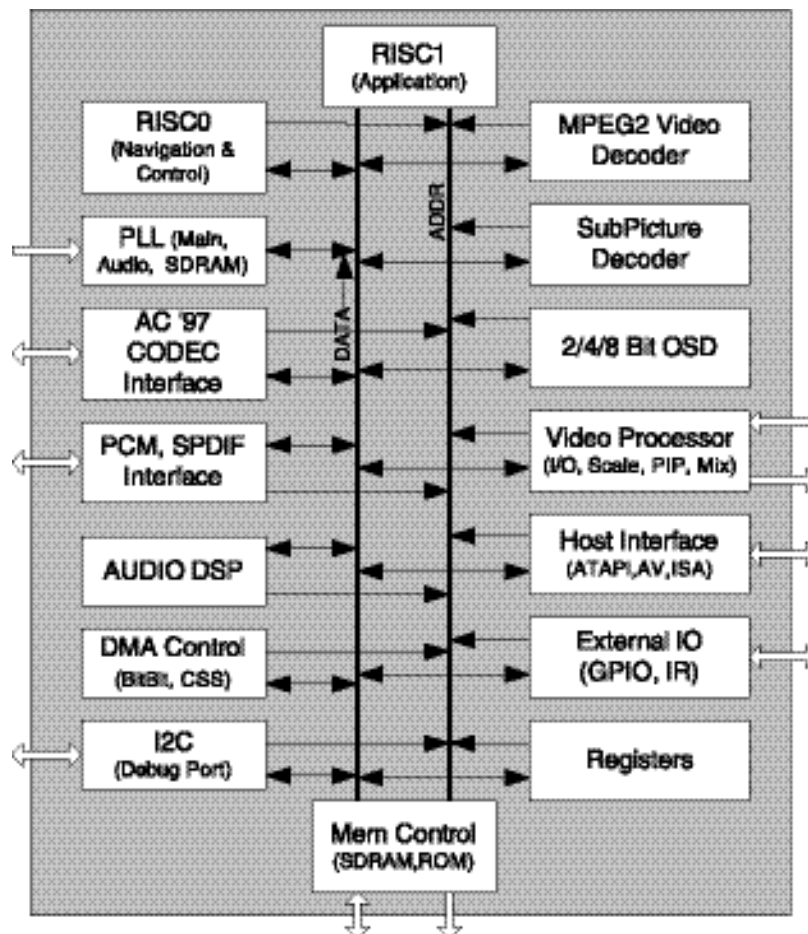 RISC1
(Application)
RISC0
(Navigation &
Control)
MPEG2 Video
Decoder
ADDR
PLL (Main,
Audio, SDRAM)
SubPicture
Decoder
DATA
AC '97
CODEC
Interface
2/4/8 Bit OSD
PCM, SPDIF
Interface
Video Processor
(I/O, Scale, PIP, Mix)
AUDIO DSP
Host Interface
(ATAPI,AV,ISA)
DMA Control
(BitBlt, CSS)
External IO
(GPIO, IR)
I2C
(Debug Port)
Registers
Mem Control
(SDRAM,ROM)